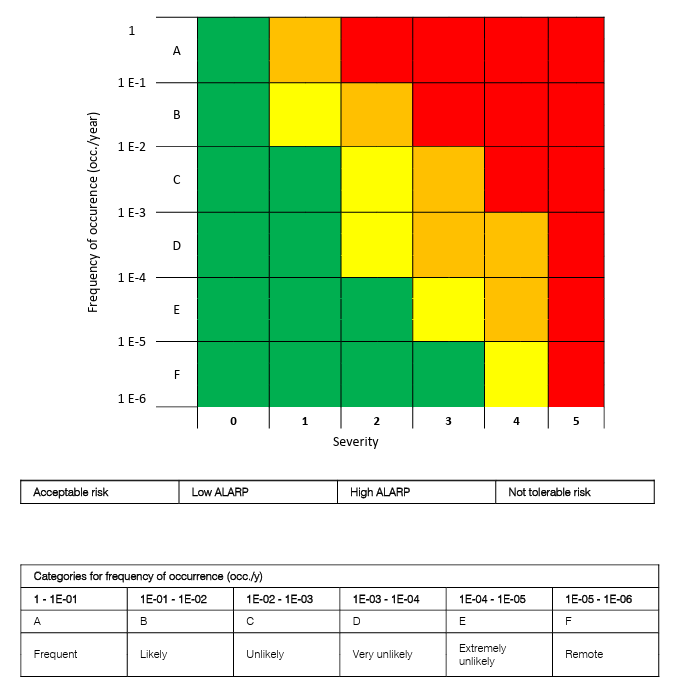 1
A
1 E-1
B
1 E-2
C
1 E-3
D
1 E-4
E
1 E-5
F
1 E-6
Frequency of occurence (occ./year)
0 1 2 3 4 5
Severity
Acceptable risk Low ALARP High ALARP Not tolerable risk
Categories for frequency of occurrence (occ./y)
1 - 1E-01 1E-01 - 1E-02 1E-02 - 1E-03 1E-03 - 1E-04 1E-04 - 1E-05 1E-05 - 1E-06
A B C D E F
Frequent Likely Unlikely Very unlikely Extremely unlikely Remote